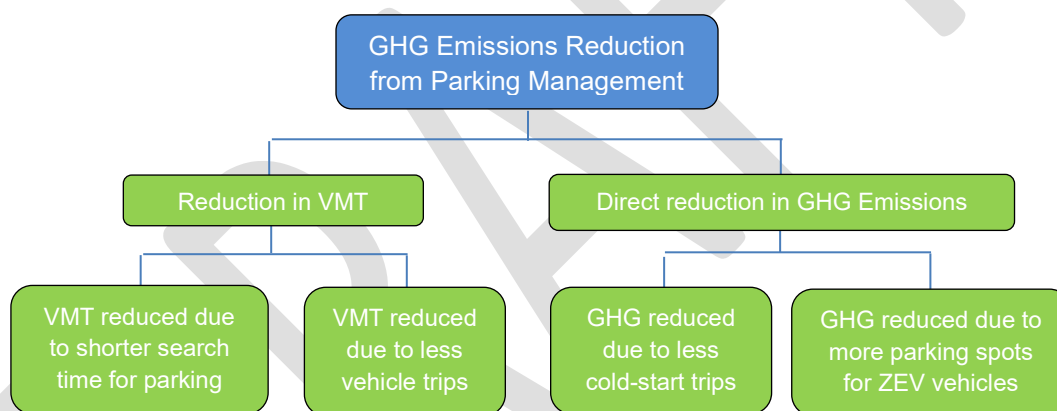 GHG Emissions Reduction
from Parking Management
Reduction in VMT
Direct reduction in GHG Emissions
VMT reduced due
to shorter search
time for parking
VMT reduced
due to less
vehicle trips
GHG reduced
due to less
cold-start trips
GHG reduced due to
more parking spots
for ZEV vehicles